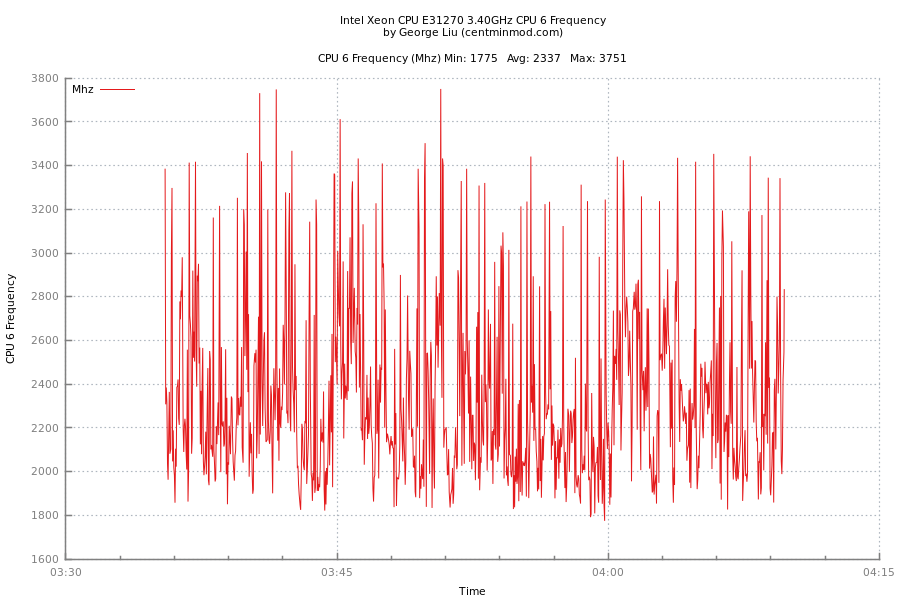 Intel Xeon CPU E31270 3.40GHz CPU 6 Frequency
by George Liu (centminmod.com)
CPU 6 Frequency (Mhz) Min: 1775 Avg: 2337 Max: 3751
Mhz
3800
3600
3400
3200
3000
2800
2600
2400
2200
2000
1800
1600
CPU 6 Frequency
03:30 03:45 04:00 04:15
Time